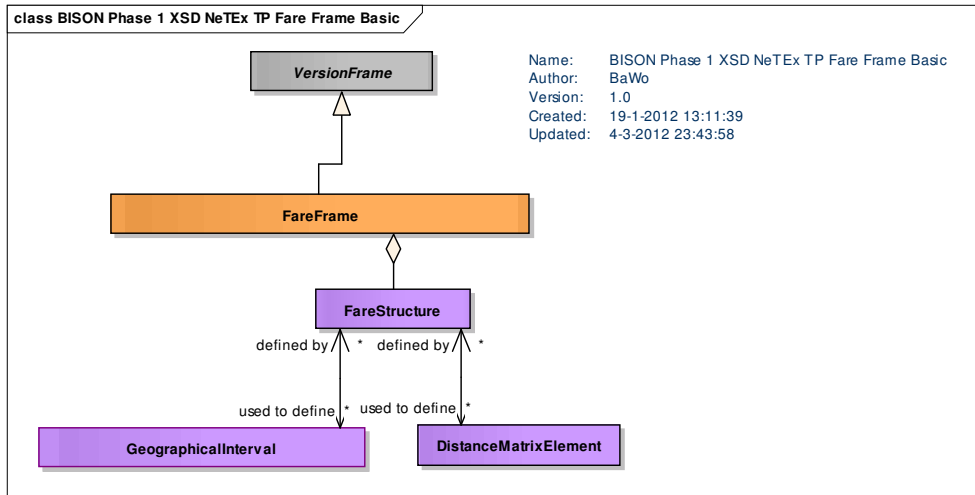 class BISON Phase 1 XSD NeTEx TP Fare Frame Basic
VersionFrame
Name: BISON Phase 1 XSD NeTEx TP Fare Frame Basic
Author: BaWo
Version: 1.0
Created: 19-1-2012 13:11:39
Updated: 4-3-2012 23:43:58
FareFrame
FareStructure
defined by * defined by *
used to define * used to define *
GeographicalInterval
DistanceMatrixElement